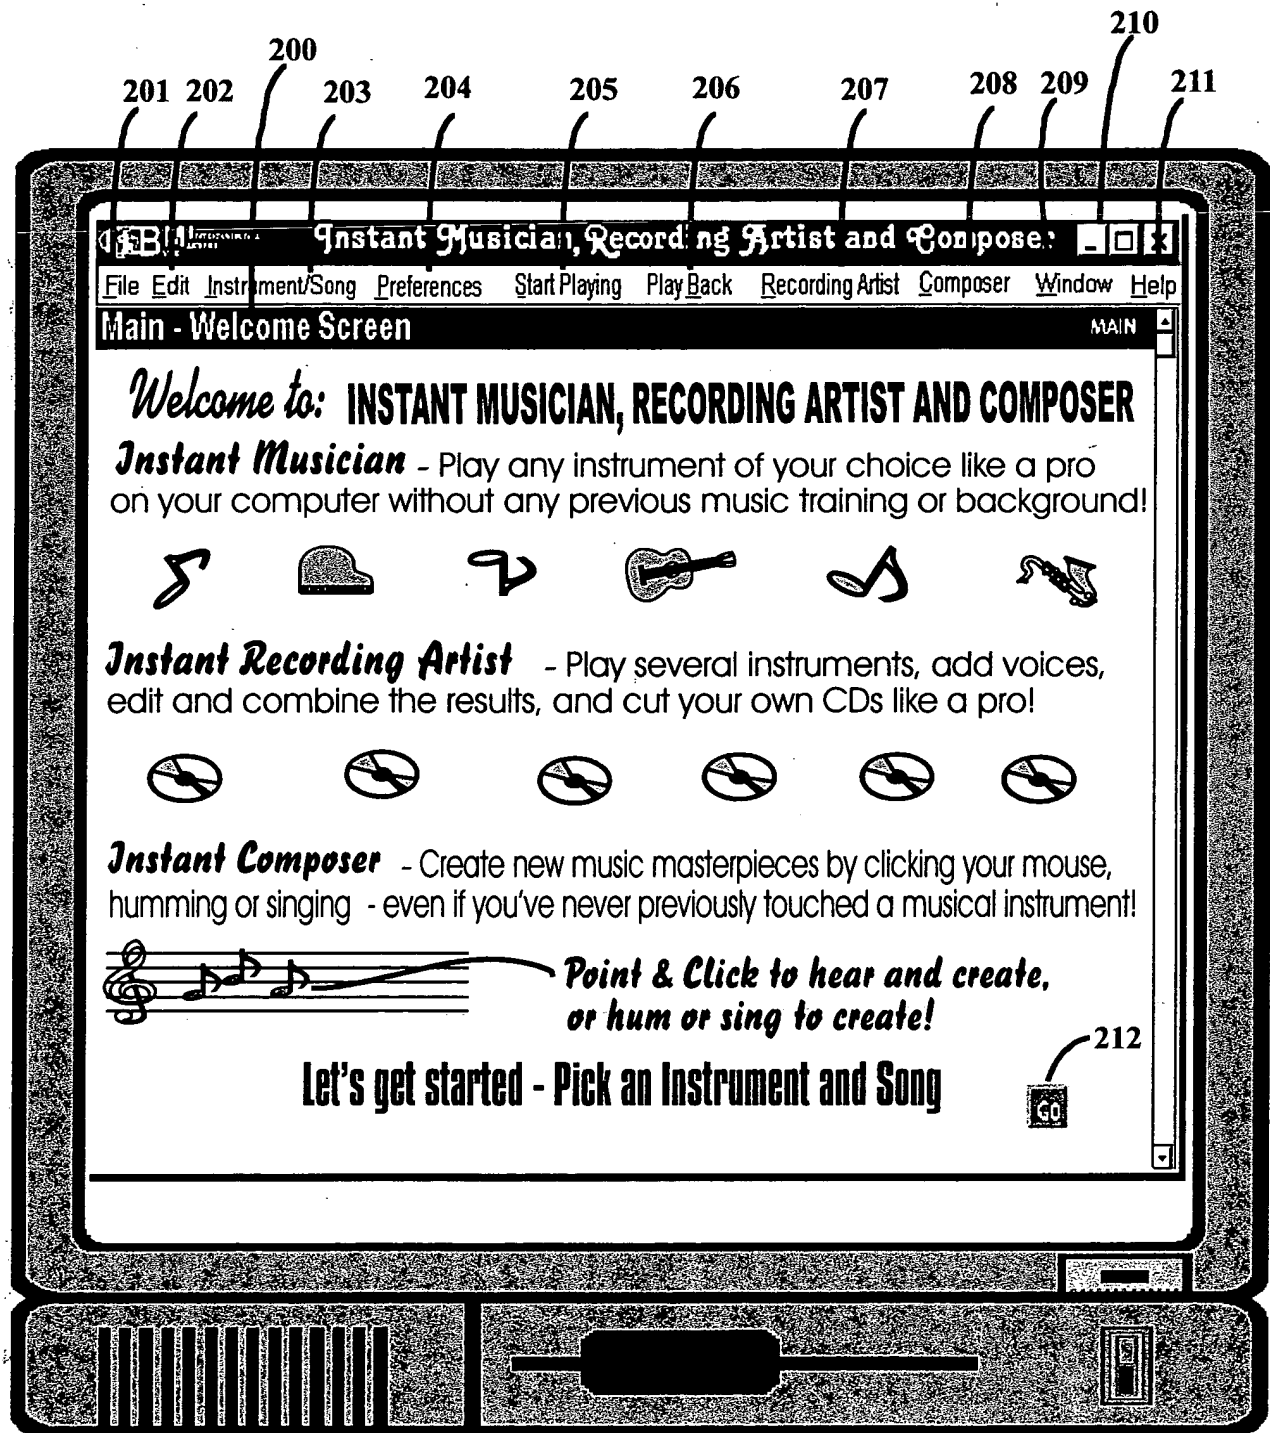 210
200
201 202 203 204 205 206 207 208 209 211
Instant Musician, Recording Artist and Composer
File Edit Instrument/Song Preferences Start Playing Play Back Recording Artist Composer Window Help
Main - Welcome Screen MAIN
Welcome to: INSTANT MUSICIAN, RECORDING ARTIST AND COMPOSER
Instant Musician - Play any instrument of your choice like a pro
on your computer without any previous music training or background!
Instant Recording Artist - Play several instruments, add voices,
edit and combine the results, and cut your own CDs like a pro!
Instant Composer - Create new music masterpieces by clicking your mouse,
humming or singing - even if you've never previously touched a musical instrument!
Point & Click to hear and create,
or hum or sing to create!
212
Let's get started - Pick an Instrument and Song
GO